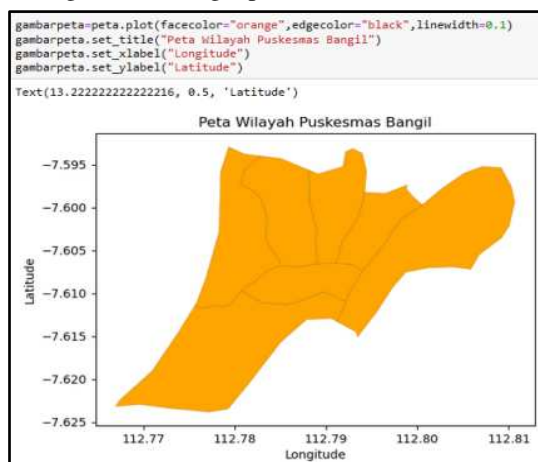 gambarpeta=peta.plot(facecolor="orange",edgecolor="black",linewidth=0.1)
gambarpeta.set_title("Peta Wilayah Puskesmas Bangil")
gambarpeta.set_xlabel("Longitude")
gambarpeta.set_ylabel("Latitude")
Text(13.222222222222216, 0.5, 'Latitude')
Peta Wilayah Puskesmas Bangil
−7.595
−7.600
−7.605
−7.610
−7.615
−7.620
−7.625
Latitude
112.77 112.78 112.79 112.80 112.81
Longitude